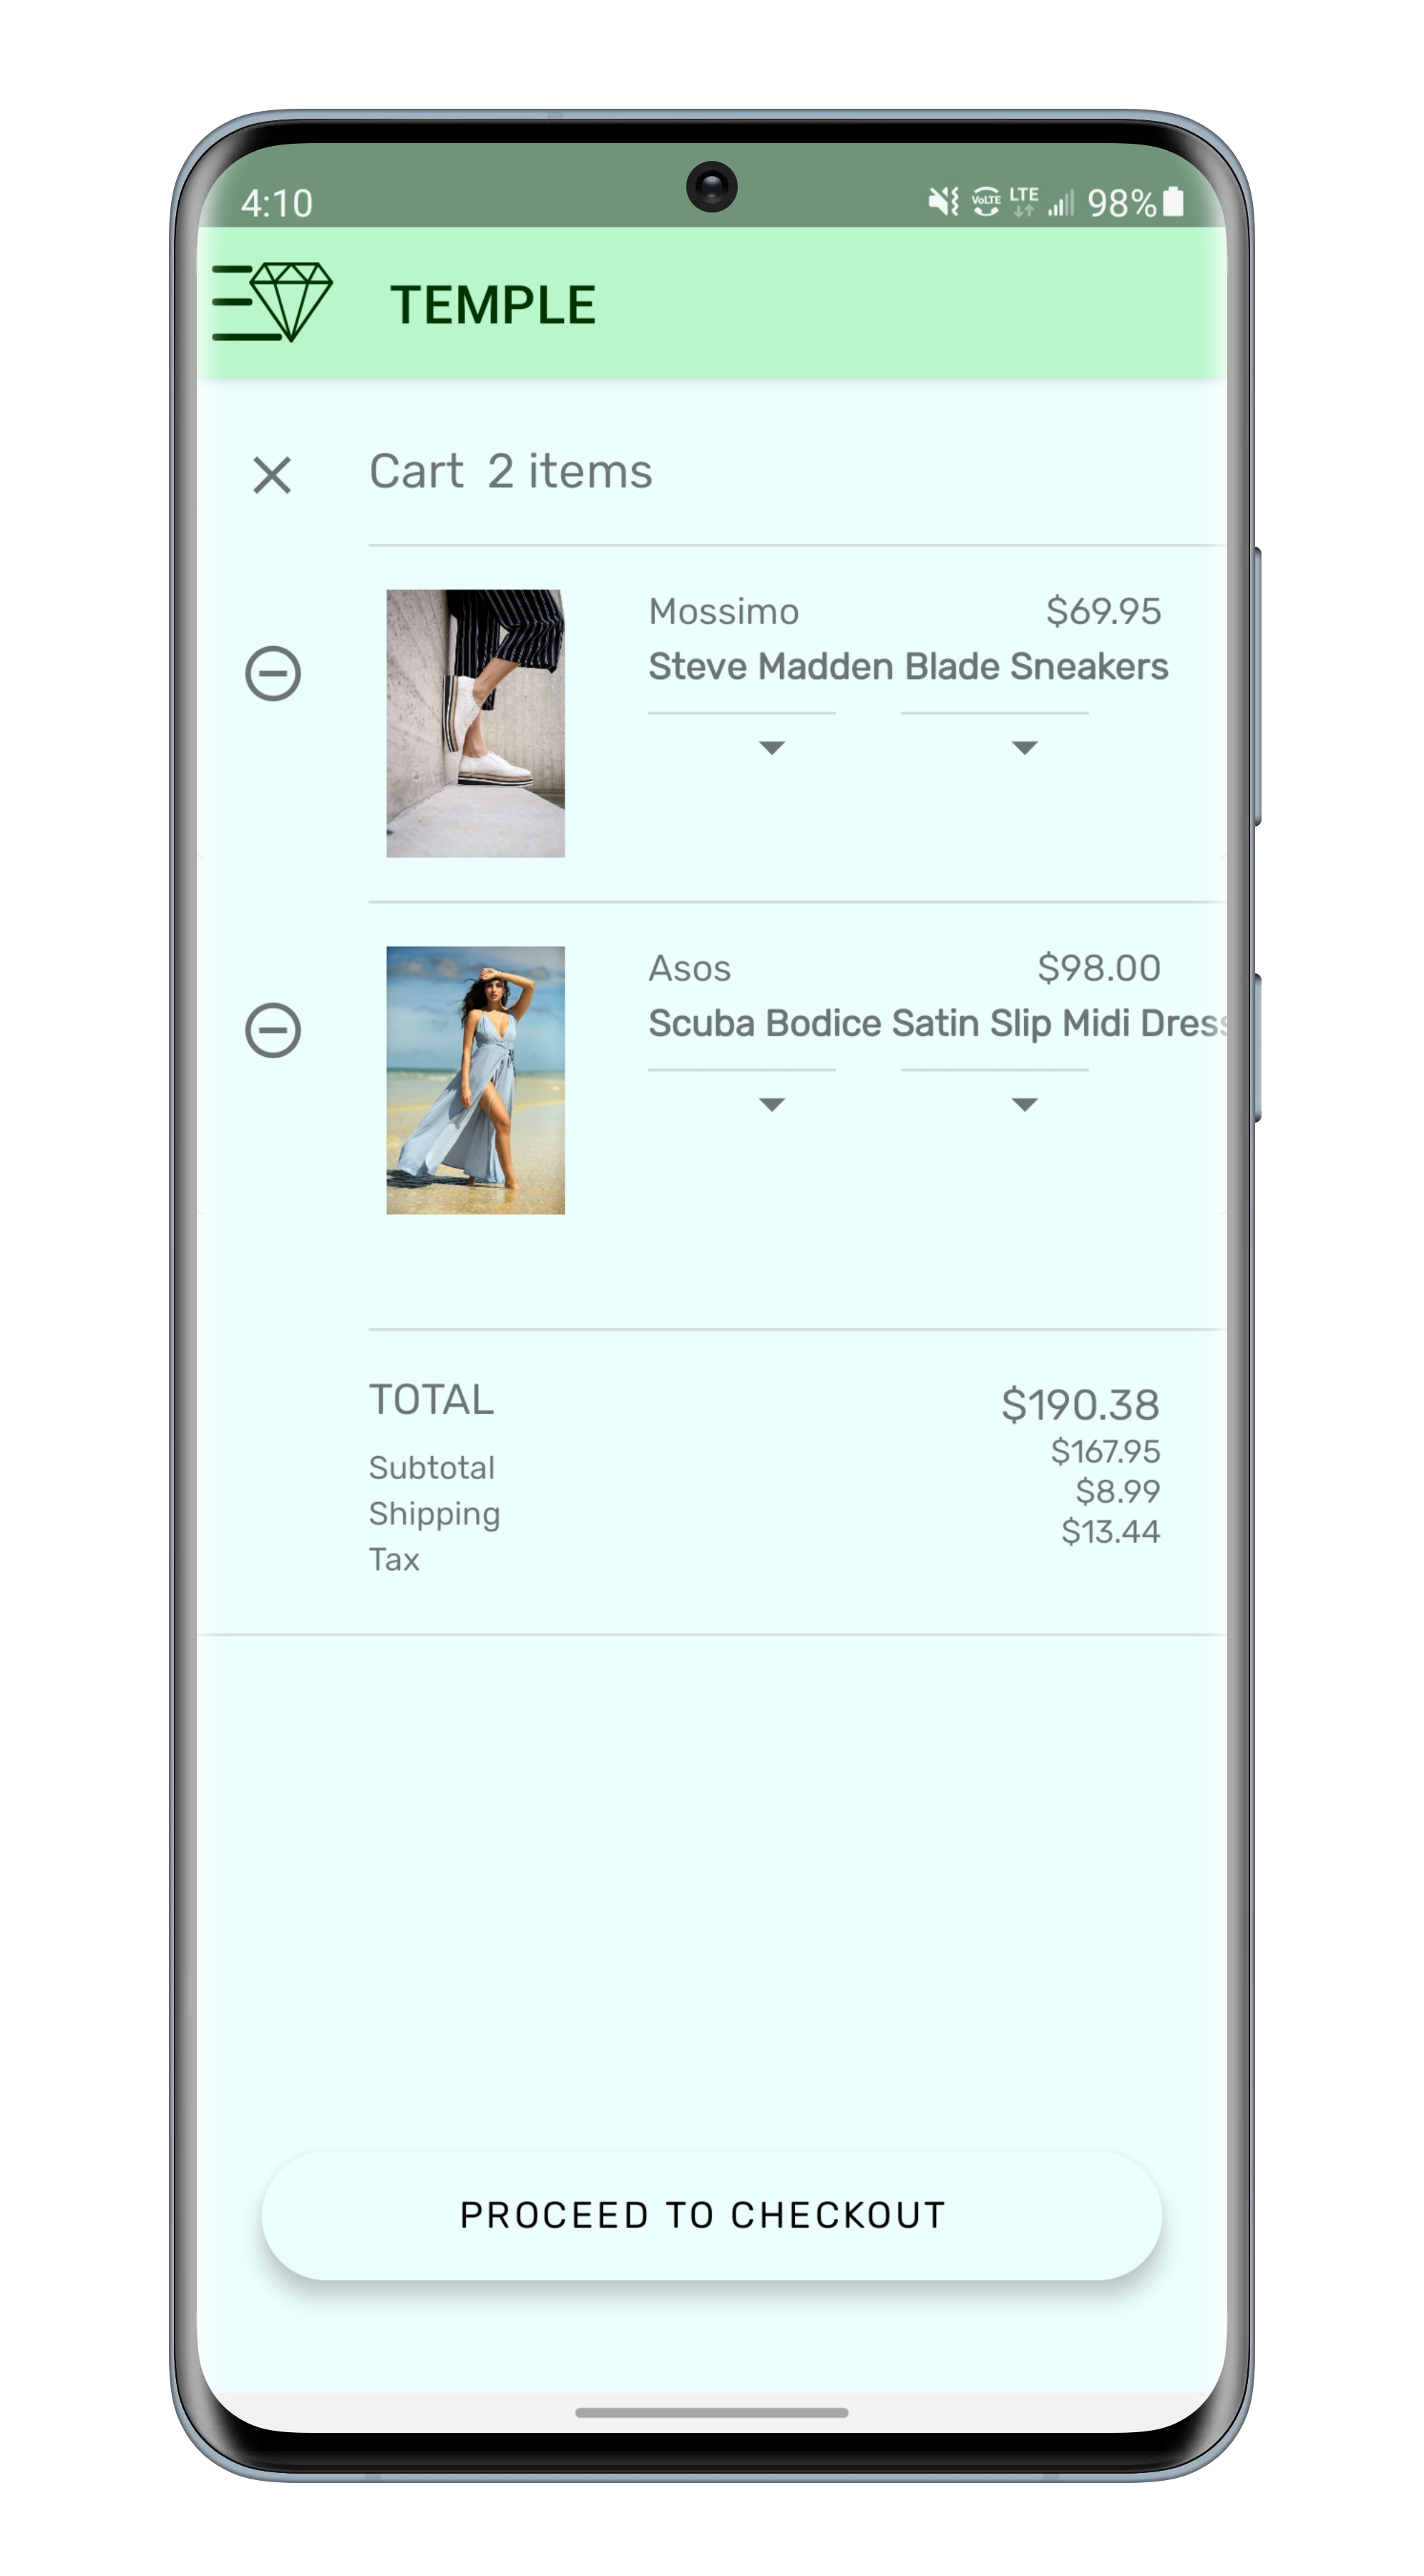 4:10
VoLTE LTE 98%
TEMPLE
Cart 2 items
Mossimo $69.95
Steve Madden Blade Sneakers
Asos $98.00
Scuba Bodice Satin Slip Midi Dress
TOTAL $190.38
Subtotal $167.95
Shipping $8.99
Tax $13.44
PROCEED TO CHECKOUT